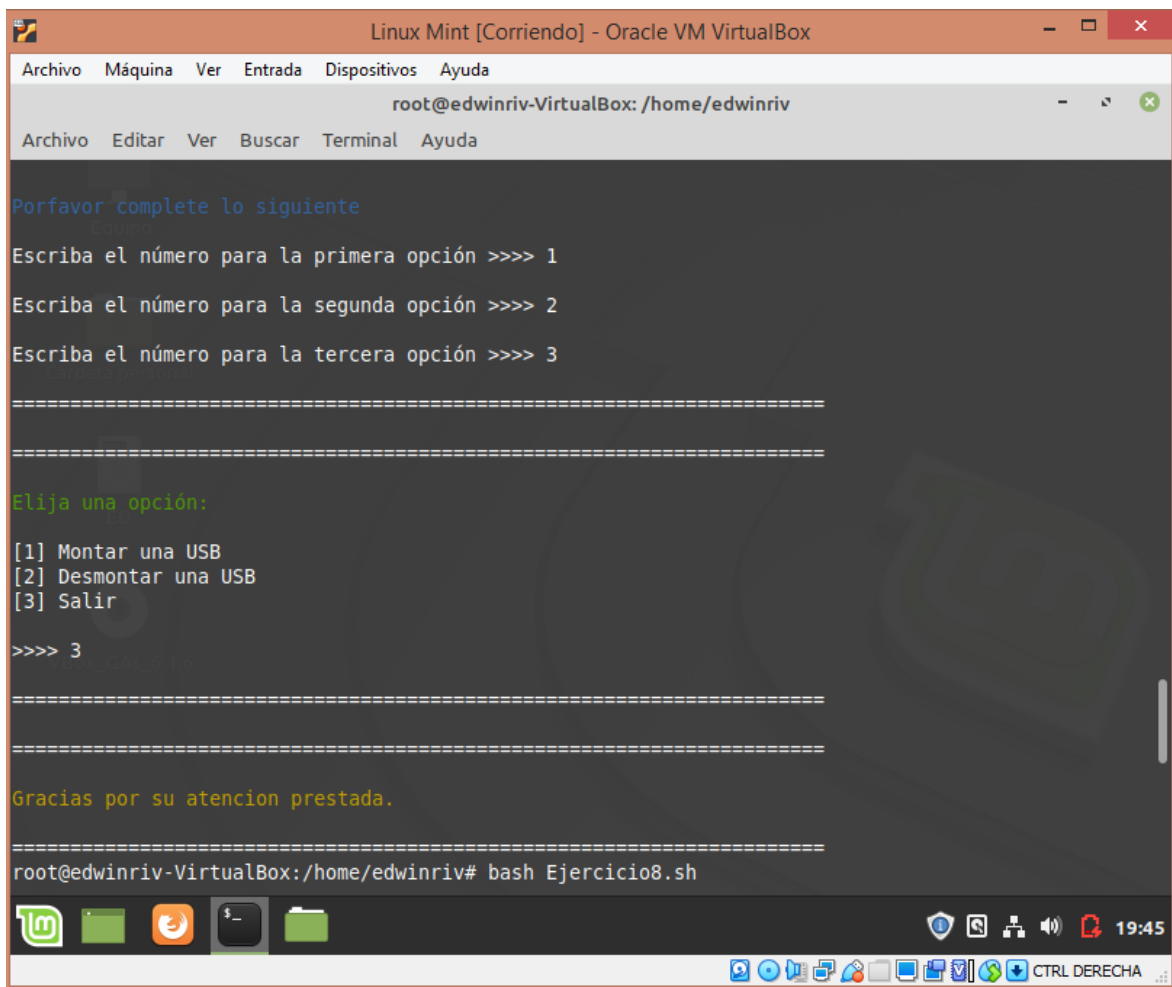 Linux Mint [Corriendo] - Oracle VM VirtualBox
Archivo Máquina Ver Entrada Dispositivos Ayuda
root@edwinriv-VirtualBox: /home/edwinriv
Archivo Editar Ver Buscar Terminal Ayuda
Porfavor complete lo siguiente
Equipo
Escriba el número para la primera opción >>>> 1
Escriba el número para la segunda opción >>>> 2
Escriba el número para la tercera opción >>>> 3
Carpeta personal
======================================================================
======================================================================
Elija una opción:
[1] Montar una USB
[2] Desmontar una USB
[3] Salir
>>>> 3
======================================================================
======================================================================
Gracias por su atencion prestada.
======================================================================
root@edwinriv-VirtualBox:/home/edwinriv# bash Ejercicio8.sh
19:45
CTRL DERECHA